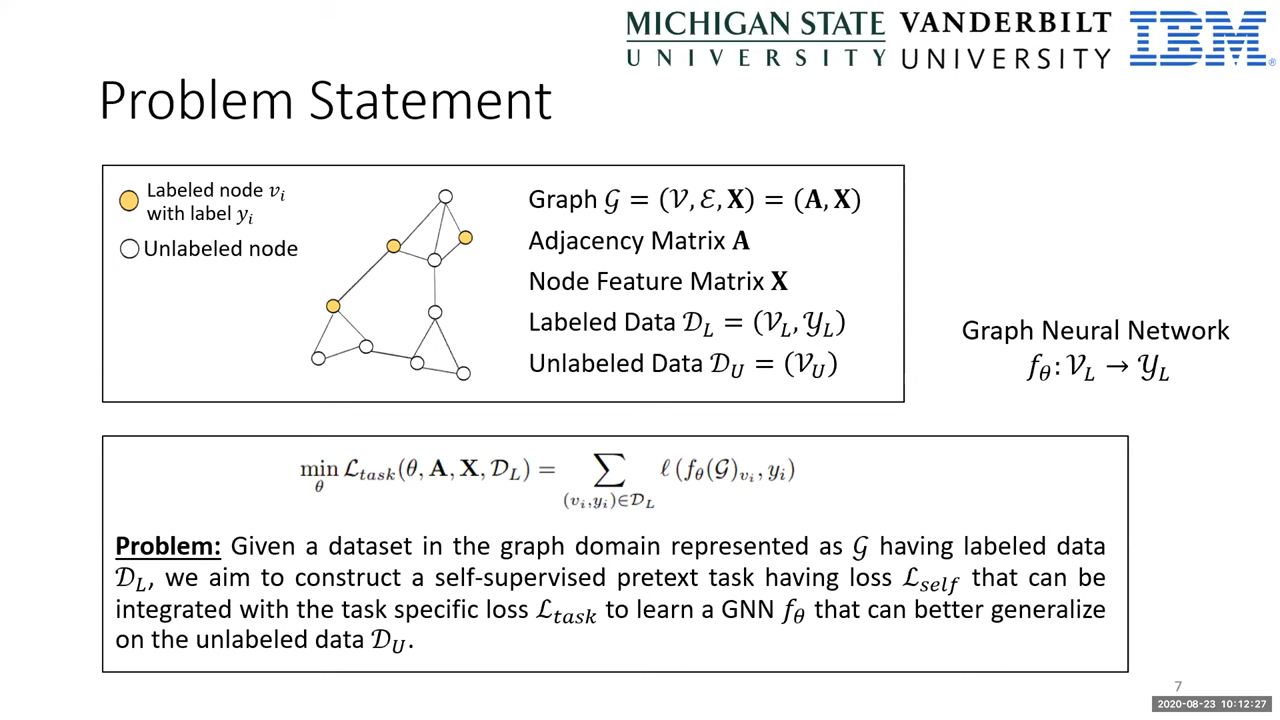 MICHIGAN STATE
UNIVERSITY
VANDERBILT
UNIVERSITY
IBM®
Problem Statement
Labeled node 𝑣ᵢ
with label 𝑦ᵢ
Unlabeled node
Graph 𝒢 = (𝒱, ℰ, 𝐗) = (𝐀, 𝐗)
Adjacency Matrix 𝐀
Node Feature Matrix 𝐗
Labeled Data 𝒟_L = (𝒱_L, 𝒴_L)
Unlabeled Data 𝒟_U = (𝒱_U)
Graph Neural Network
f_θ: 𝒱_L → 𝒴_L
min_θ ℒ_task(θ, 𝐀, 𝐗, 𝒟_L) = ∑_{(v_i,y_i)∈𝒟_L} ℓ (f_θ(𝒢)_{v_i}, y_i)
Problem: Given a dataset in the graph domain represented as 𝒢 having labeled data
𝒟_L, we aim to construct a self-supervised pretext task having loss ℒ_self that can be
integrated with the task specific loss ℒ_task to learn a GNN f_θ that can better generalize
on the unlabeled data 𝒟_U.
7
2020-08-23 10:12:27